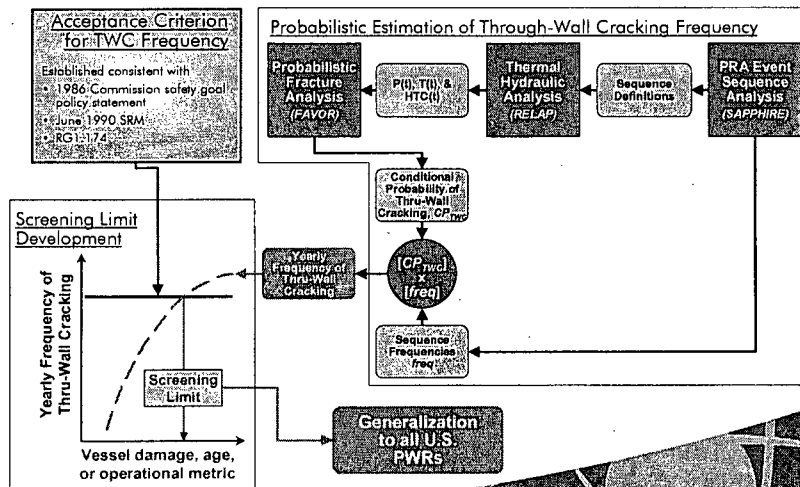 Acceptance Criterion
for TWC Frequency
Established consistent with
• 1986 Commission safety goal
policy statement
• June 1990 SRM
• RG1.174
Probabilistic Estimation of Through-Wall Cracking Frequency
Probabilistic
Fracture
Analysis
(FAVOR)
P(t), T(t), &
HTC(t)
Thermal
Hydraulic
Analysis
(RELAP)
Sequence
Definitions
PRA Event
Sequence
Analysis
(SAPPHIRE)
Conditional
Probability of
Thru-Wall
Cracking, CPTWC
[CPTWC]
×
[freq]
Yearly
Frequency of
Thru-Wall
Cracking
Sequence
Frequencies
freq
Screening Limit
Development
Yearly Frequency of
Thru-Wall Cracking
Screening
Limit
Vessel damage, age,
or operational metric
Generalization
to all U.S.
PWRs